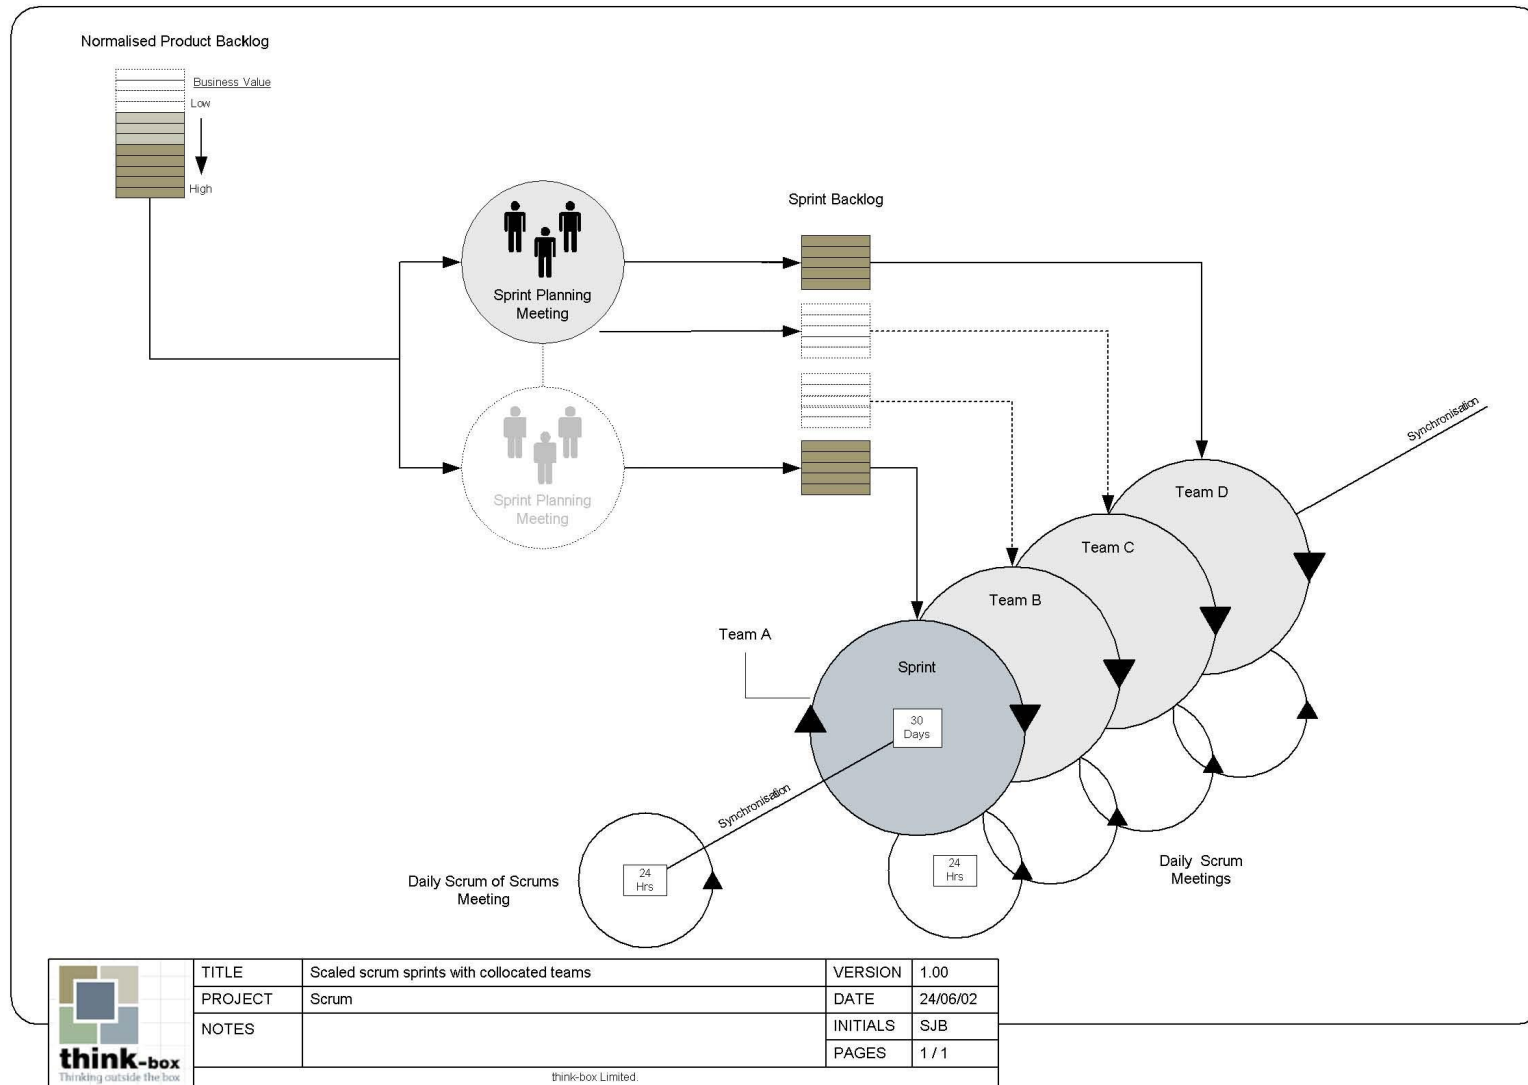 Normalised Product Backlog
Business Value
Low
High
Sprint Planning
Meeting
Sprint Backlog
Sprint Planning
Meeting
Synchronisation
Team D
Team C
Team B
Team A
Sprint
30
Days
Synchronisation
24
Hrs
Daily Scrum of Scrums
Meeting
24
Hrs
Daily Scrum
Meetings
think-box
Thinking outside the box
TITLE
Scaled scrum sprints with collocated teams
VERSION
1.00
PROJECT
Scrum
DATE
24/06/02
NOTES
INITIALS
SJB
PAGES
1 / 1
think-box Limited.